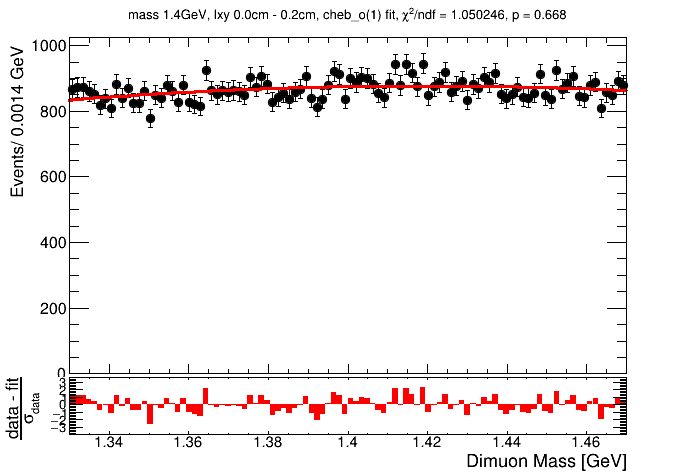 mass 1.4GeV, lxy 0.0cm - 0.2cm, cheb_o(1) fit, χ²/ndf = 1.050246, p = 0.668
Events/ 0.0014 GeV
1000
800
600
400
200
0
data - fit
σdata
3
2
1
0
−1
−2
−3
1.34 1.36 1.38 1.4 1.42 1.44 1.46
Dimuon Mass [GeV]